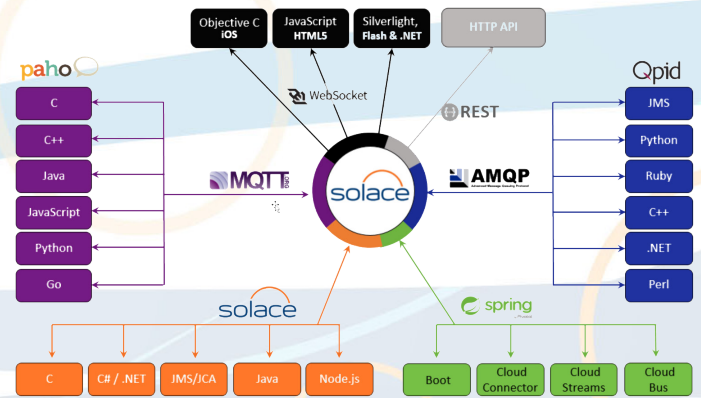 Objective C
iOS
JavaScript
HTML5
Silverlight,
Flash & .NET
HTTP API
paho
Qpid
WebSocket
REST
C
C++
Java
JavaScript
Python
Go
MQTT
.ORG
solace
AMQP
Advanced Message Queuing Protocol
JMS
Python
Ruby
C++
.NET
Perl
solace
spring
C
C# / .NET
JMS/JCA
Java
Node.js
Boot
Cloud
Connector
Cloud
Streams
Cloud
Bus